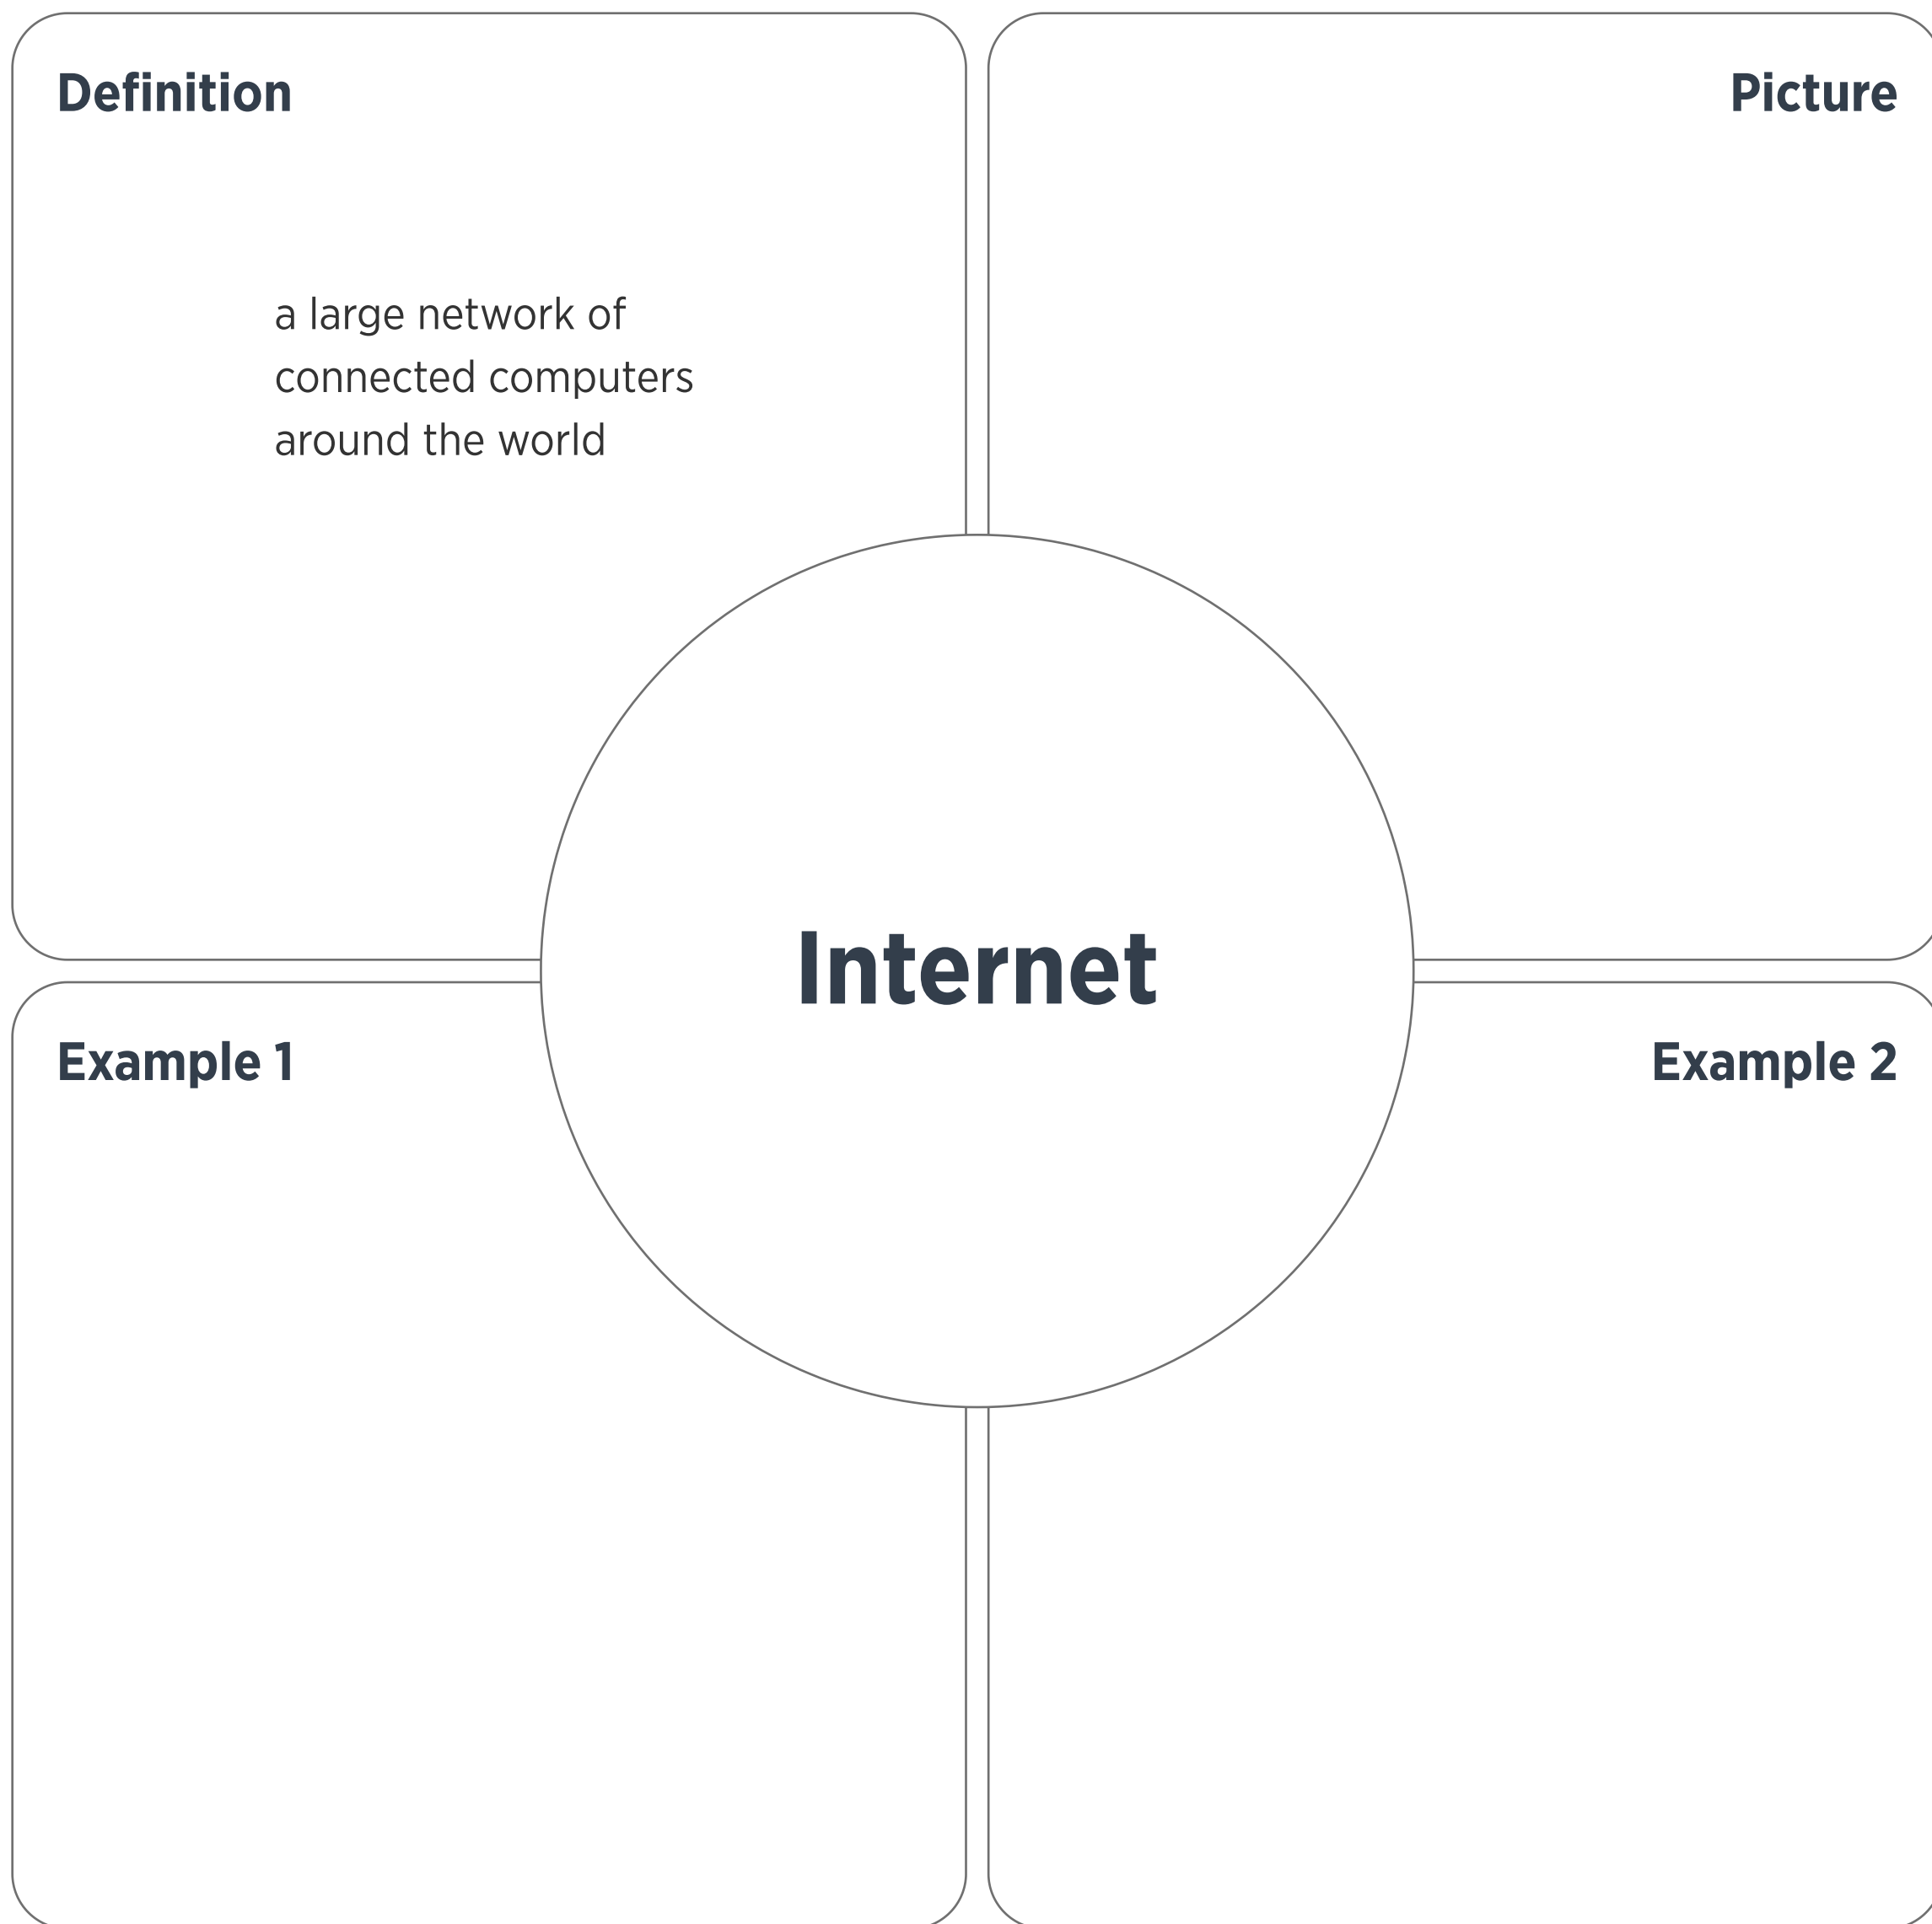 Definition
Picture
a large network of
connected computers
around the world
Internet
Example 1
Example 2